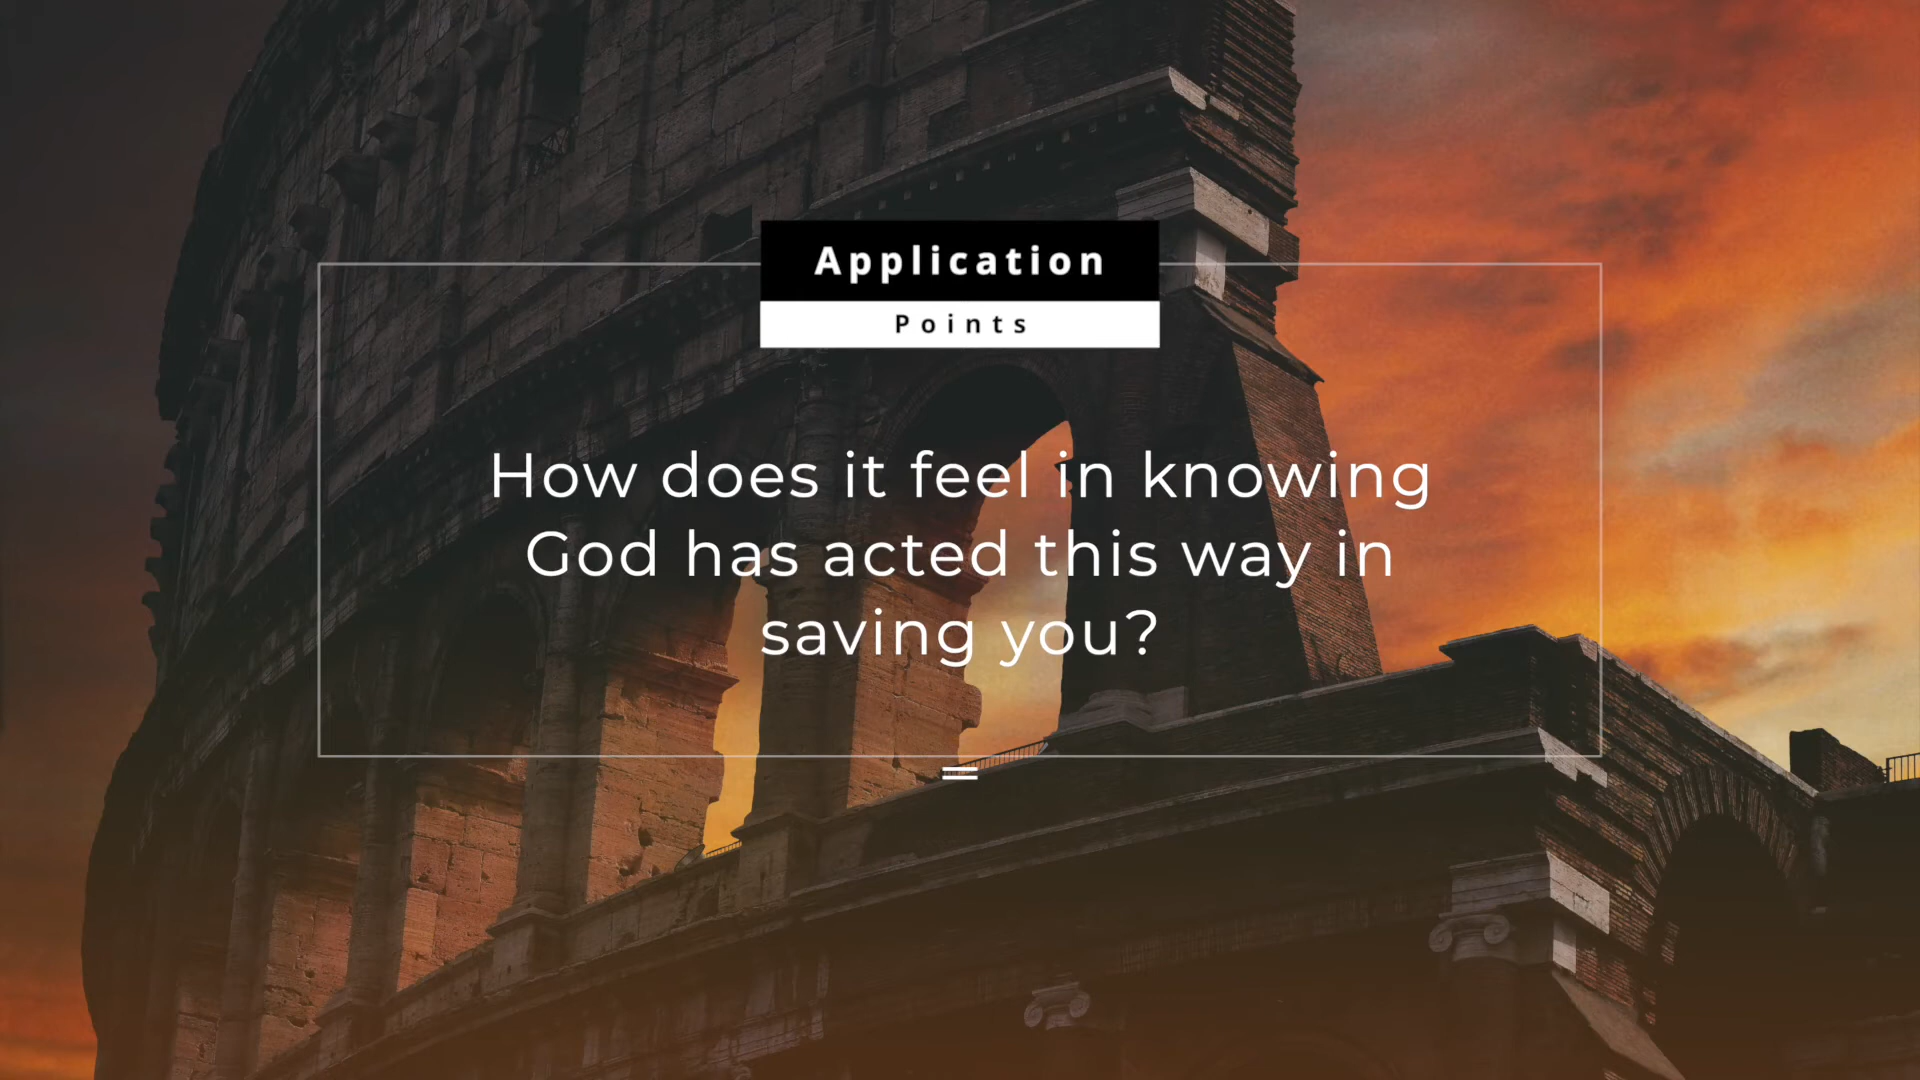 Application
Points
How does it feel in knowing
God has acted this way in
saving you?